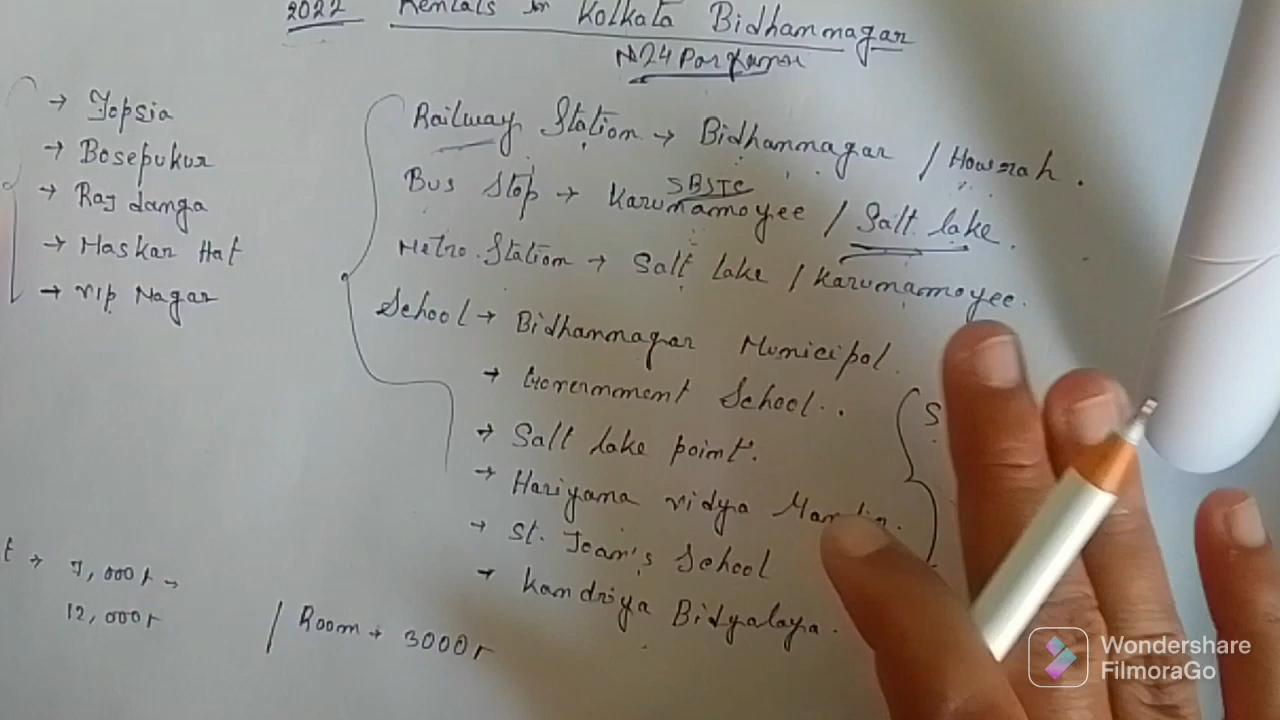 2022 Rentals in Kolkata Bidhannagar
N24 Parganas
→ Topsia
→ Bosepukur
→ Raj danga
→ Haskar Hat
→ VIP Nagar
Railway Station → Bidhannagar / Howrah.
SBSTC
Bus Stop → Karunamoyee / Salt lake.
Metro Station → Salt lake / Karunamoyee.
School → Bidhannagar Municipal.
→ Government School..
→ Salt lake point.
→ Hariyana vidya Mandir.
→ St. Joan's School
→ Kandriya Bidyalaya.
t → 7,000r →
12,000r
/ Room → 3000r
S
Wondershare
FilmoraGo